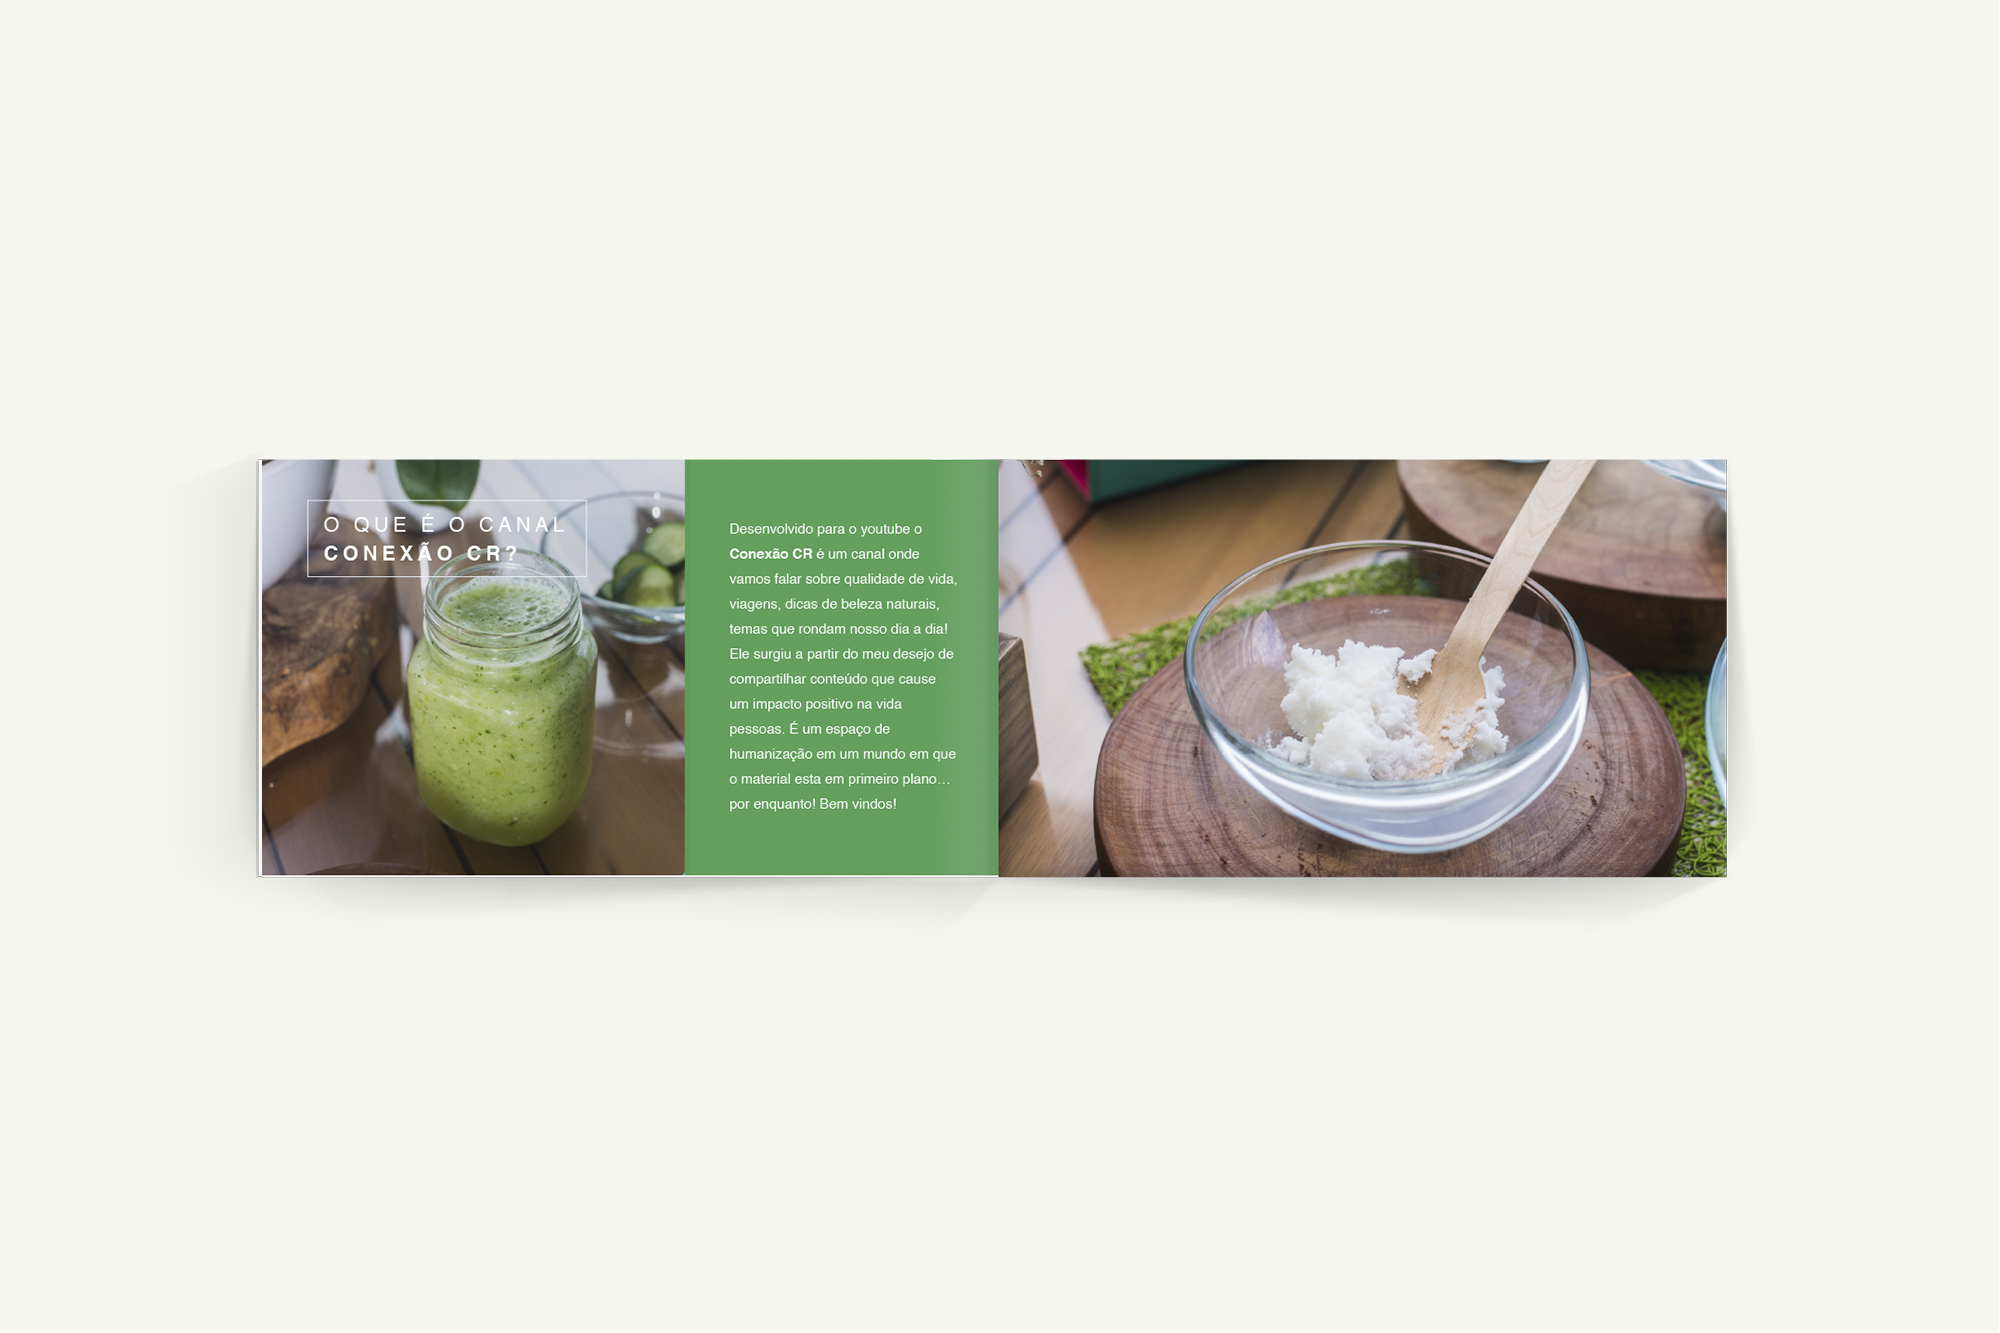 O QUE É O CANAL
CONEXÃO CR?
Desenvolvido para o youtube o
Conexão CR é um canal onde
vamos falar sobre qualidade de vida,
viagens, dicas de beleza naturais,
temas que rondam nosso dia a dia!
Ele surgiu a partir do meu desejo de
compartilhar conteúdo que cause
um impacto positivo na vida
pessoas. É um espaço de
humanização em um mundo em que
o material esta em primeiro plano…
por enquanto! Bem vindos!